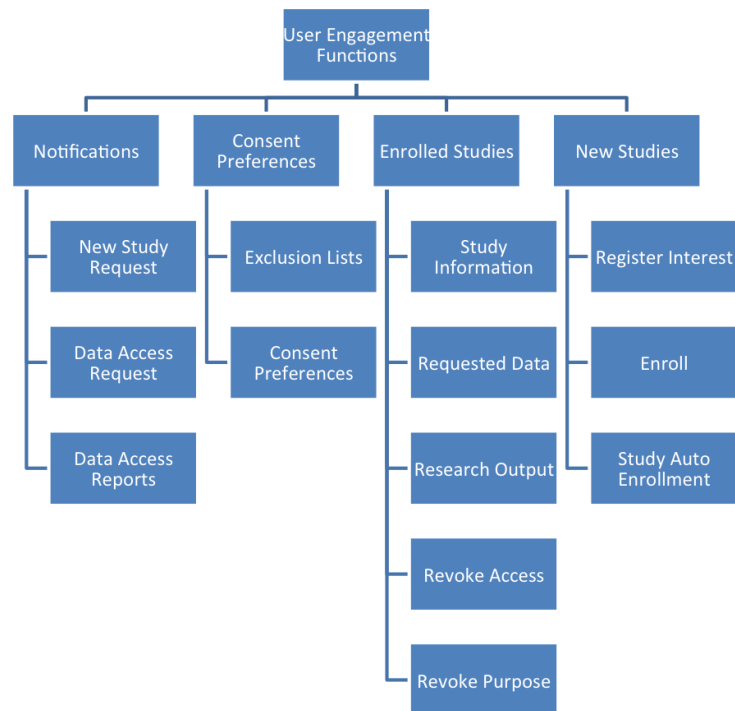 User Engagement
Functions
Notifications
Consent
Preferences
Enrolled Studies
New Studies
New Study
Request
Exclusion Lists
Study
Information
Register Interest
Data Access
Request
Consent
Preferences
Requested Data
Enroll
Data Access
Reports
Research Output
Study Auto
Enrollment
Revoke Access
Revoke Purpose